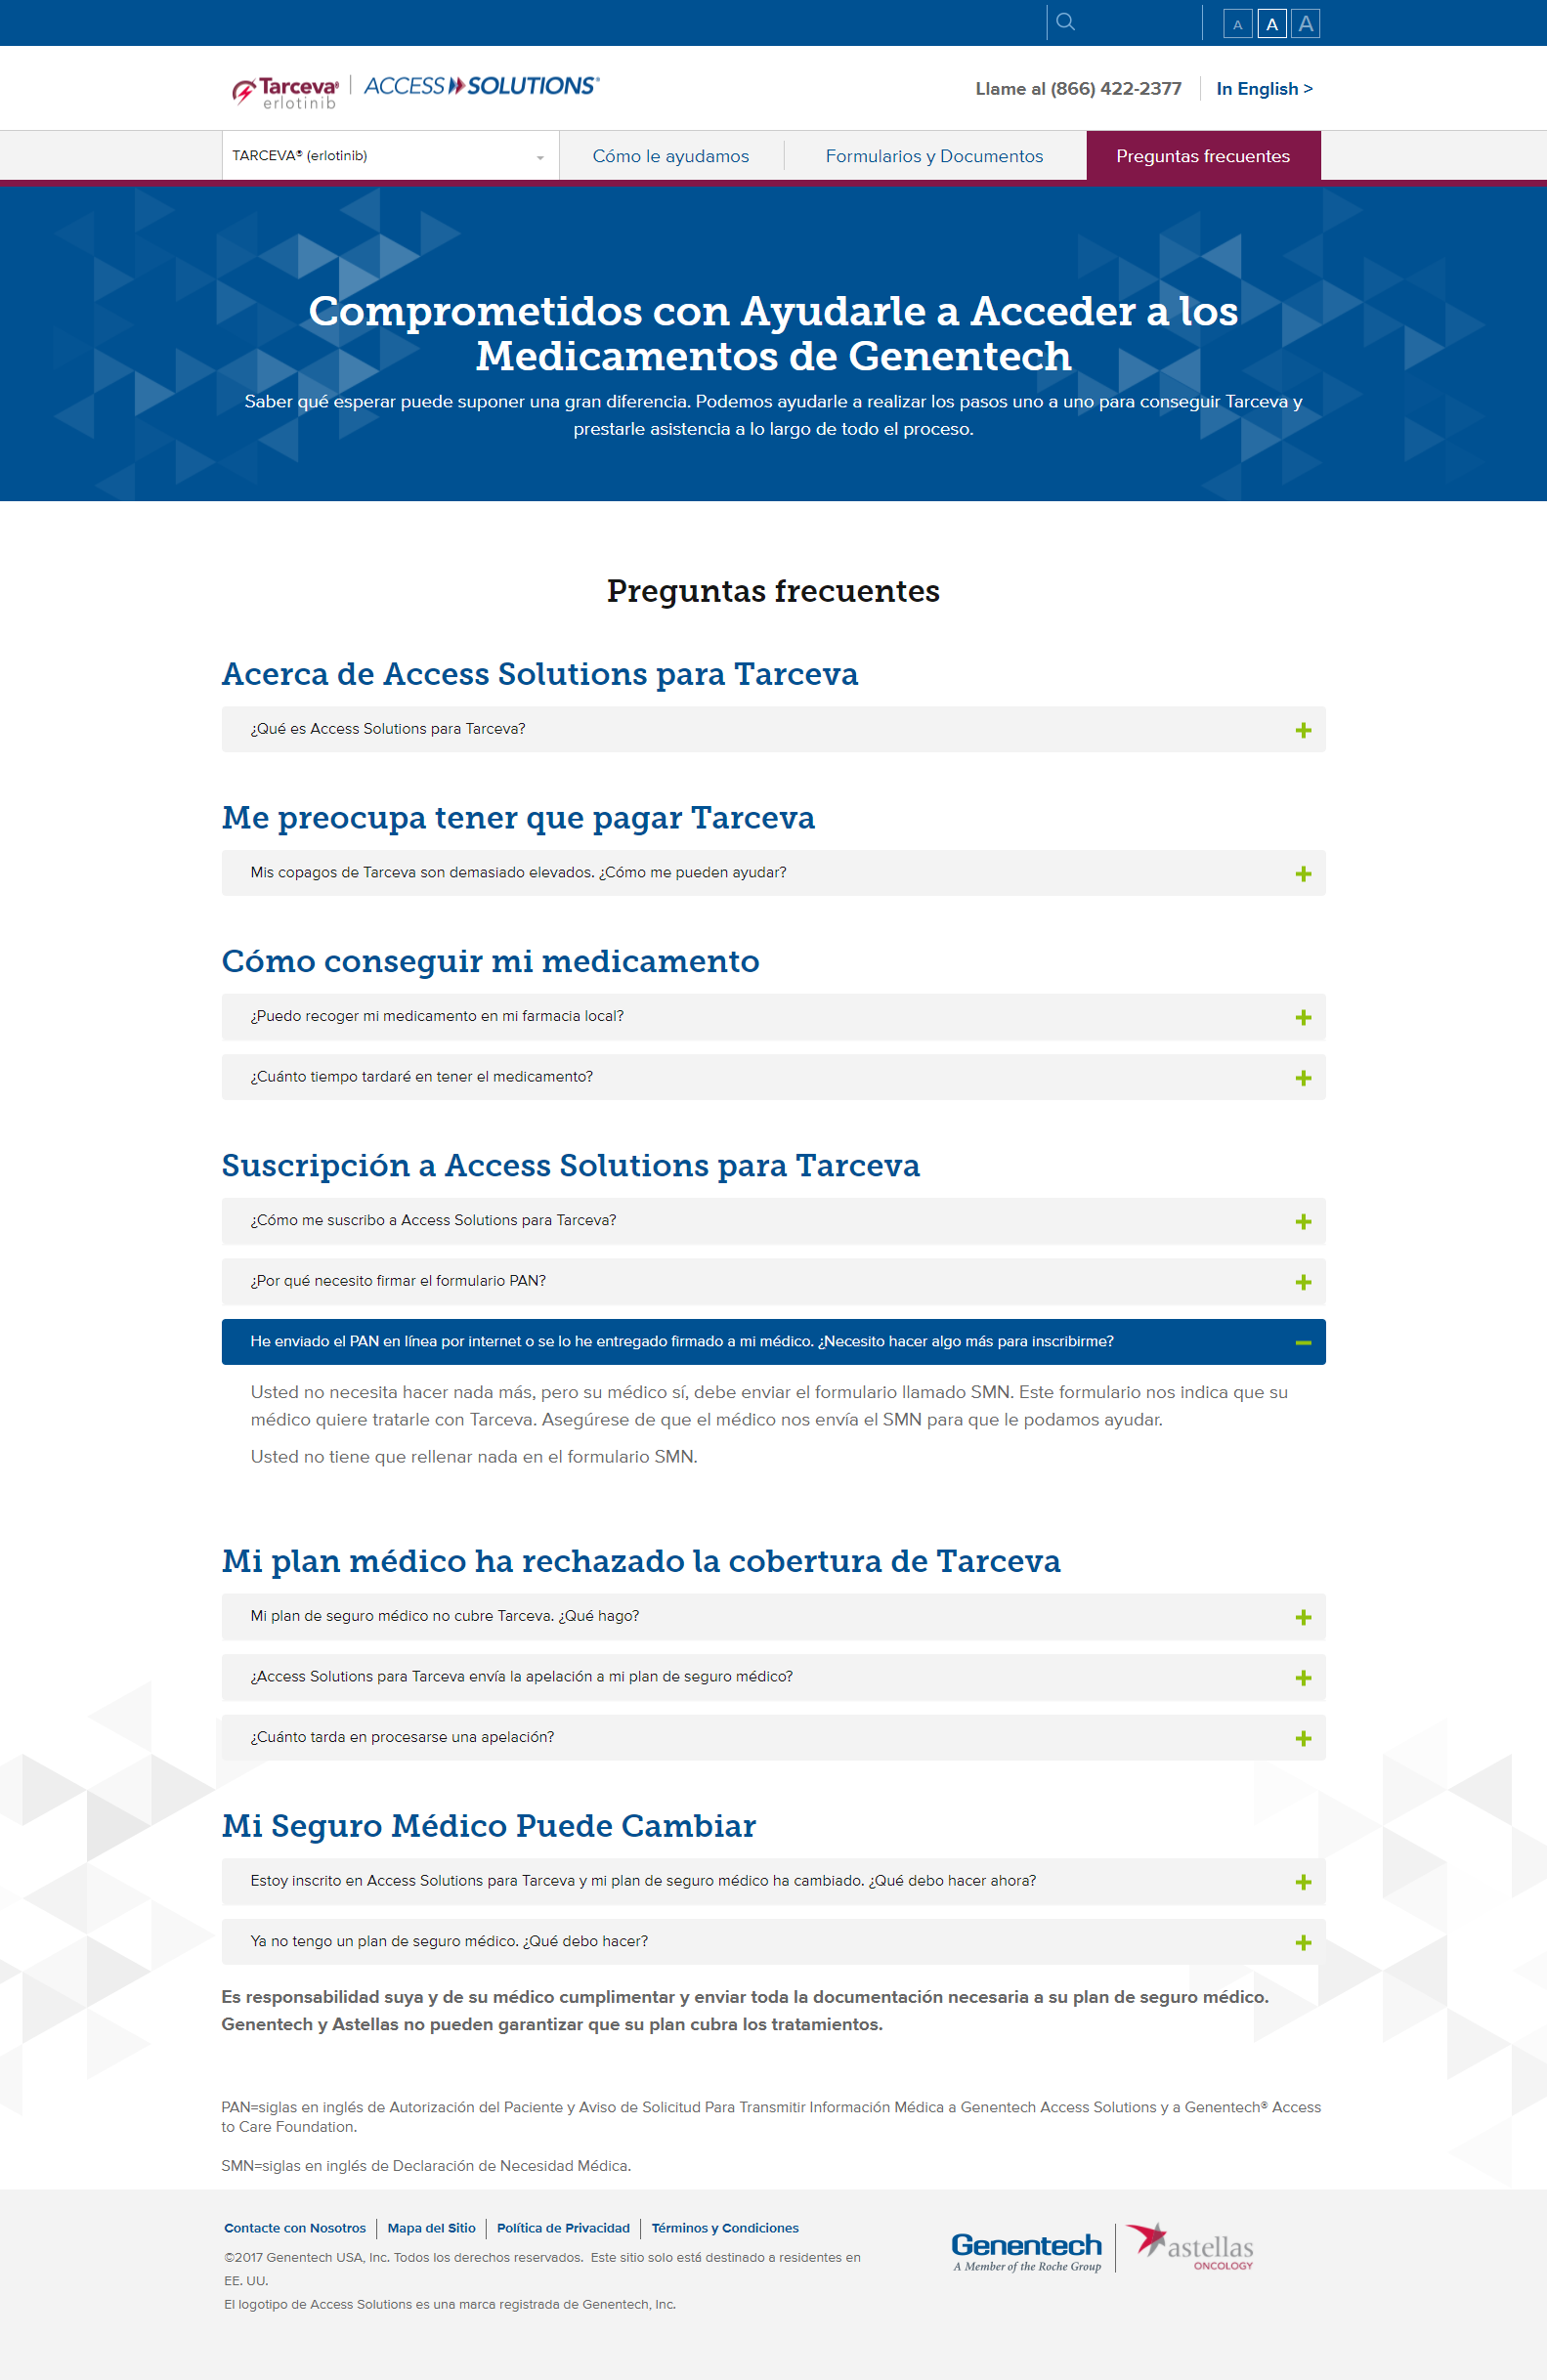 A A A
Tarceva® erlotinib | ACCESS SOLUTIONS®
Llame al (866) 422-2377
In English >
TARCEVA® (erlotinib)
Cómo le ayudamos
Formularios y Documentos
Preguntas frecuentes
Comprometidos con Ayudarle a Acceder a los
Medicamentos de Genentech
Saber qué esperar puede suponer una gran diferencia. Podemos ayudarle a realizar los pasos uno a uno para conseguir Tarceva y
prestarle asistencia a lo largo de todo el proceso.
Preguntas frecuentes
Acerca de Access Solutions para Tarceva
¿Qué es Access Solutions para Tarceva?
Me preocupa tener que pagar Tarceva
Mis copagos de Tarceva son demasiado elevados. ¿Cómo me pueden ayudar?
Cómo conseguir mi medicamento
¿Puedo recoger mi medicamento en mi farmacia local?
¿Cuánto tiempo tardaré en tener el medicamento?
Suscripción a Access Solutions para Tarceva
¿Cómo me suscribo a Access Solutions para Tarceva?
¿Por qué necesito firmar el formulario PAN?
He enviado el PAN en línea por internet o se lo he entregado firmado a mi médico. ¿Necesito hacer algo más para inscribirme?
Usted no necesita hacer nada más, pero su médico sí, debe enviar el formulario llamado SMN. Este formulario nos indica que su
médico quiere tratarle con Tarceva. Asegúrese de que el médico nos envía el SMN para que le podamos ayudar.
Usted no tiene que rellenar nada en el formulario SMN.
Mi plan médico ha rechazado la cobertura de Tarceva
Mi plan de seguro médico no cubre Tarceva. ¿Qué hago?
¿Access Solutions para Tarceva envía la apelación a mi plan de seguro médico?
¿Cuánto tarda en procesarse una apelación?
Mi Seguro Médico Puede Cambiar
Estoy inscrito en Access Solutions para Tarceva y mi plan de seguro médico ha cambiado. ¿Qué debo hacer ahora?
Ya no tengo un plan de seguro médico. ¿Qué debo hacer?
Es responsabilidad suya y de su médico cumplimentar y enviar toda la documentación necesaria a su plan de seguro médico.
Genentech y Astellas no pueden garantizar que su plan cubra los tratamientos.
PAN=siglas en inglés de Autorización del Paciente y Aviso de Solicitud Para Transmitir Información Médica a Genentech Access Solutions y a Genentech® Access
to Care Foundation.
SMN=siglas en inglés de Declaración de Necesidad Médica.
Contacte con Nosotros | Mapa del Sitio | Política de Privacidad | Términos y Condiciones
©2017 Genentech USA, Inc. Todos los derechos reservados. Este sitio solo está destinado a residentes en
EE. UU.
El logotipo de Access Solutions es una marca registrada de Genentech, Inc.
Genentech
A Member of the Roche Group
astellas
ONCOLOGY